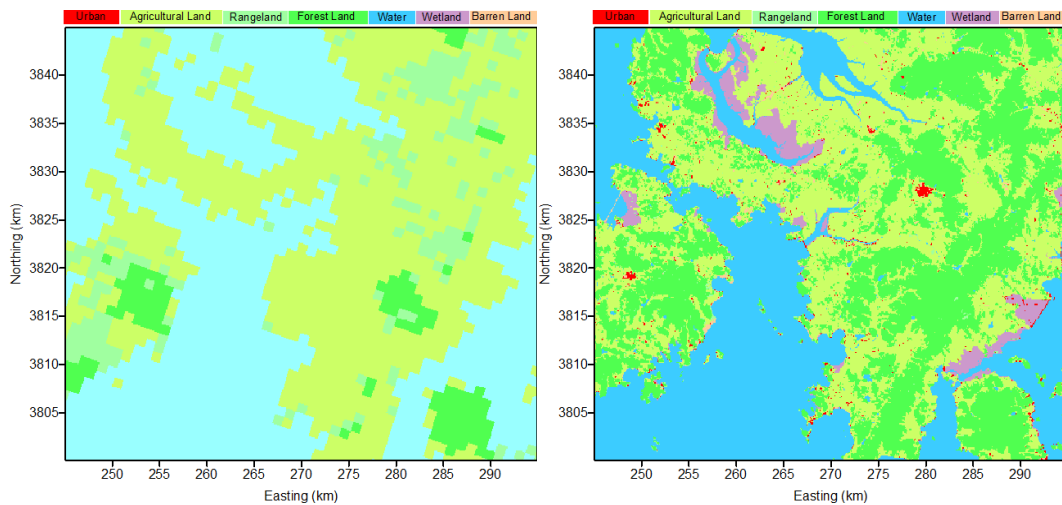 Urban Agricultural Land Rangeland Forest Land Water Wetland Barren Land
3840
3835
3830
3825
3820
3815
3810
3805
Northing (km)
250 255 260 265 270 275 280 285 290
Easting (km)
Urban Agricultural Land Rangeland Forest Land Water Wetland Barren Land
3840
3835
3830
3825
3820
3815
3810
3805
Northing (km)
250 255 260 265 270 275 280 285 290
Easting (km)